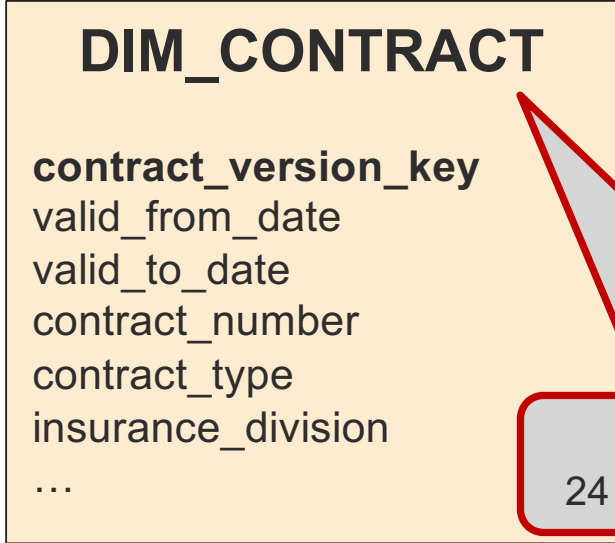 DIM_CONTRACT
contract_version_key
valid_from_date
valid_to_date
contract_number
contract_type
insurance_division
…
24